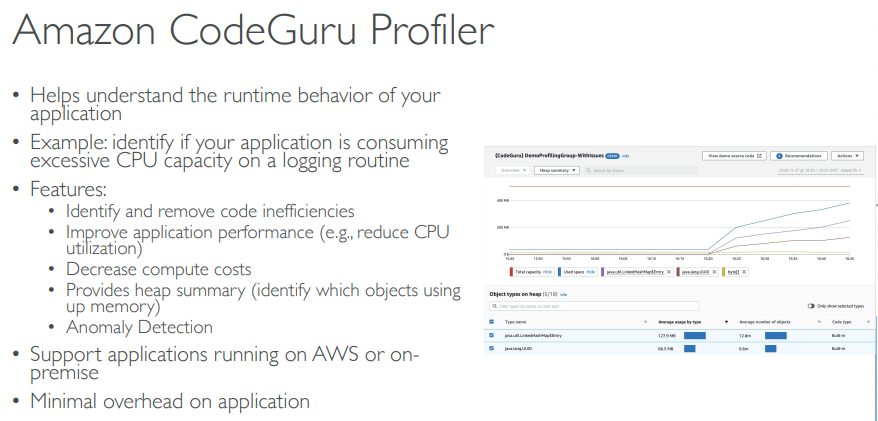 Amazon CodeGuru Profiler
• Helps understand the runtime behavior of your
application
• Example: identify if your application is consuming
excessive CPU capacity on a logging routine
• Features:
• Identify and remove code inefficiencies
• Improve application performance (e.g., reduce CPU
utilization)
• Decrease compute costs
• Provides heap summary (identify which objects using
up memory)
• Anomaly Detection
• Support applications running on AWS or on-
premise
• Minimal overhead on application
{CodeGuru} DemoProfilingGroup-WithIssues Info
View demo source code
Recommendations
Actions
Overview
Heap summary
Search for frames
400 MB
200 MB
0.0
Total capacity Hide
Used space Hide
java.util.LinkedHashMap$Entry
java.lang.UUID
byte[]
Object types on heap (5/18) Info
Only show selected types
Type name
Average usage by type
Average number of objects
Code type
java.util.LinkedHashMap$Entry
127.9 MB
12.8m
Built-in
java.lang.UUID
68.5 MB
6.6m
Built-in